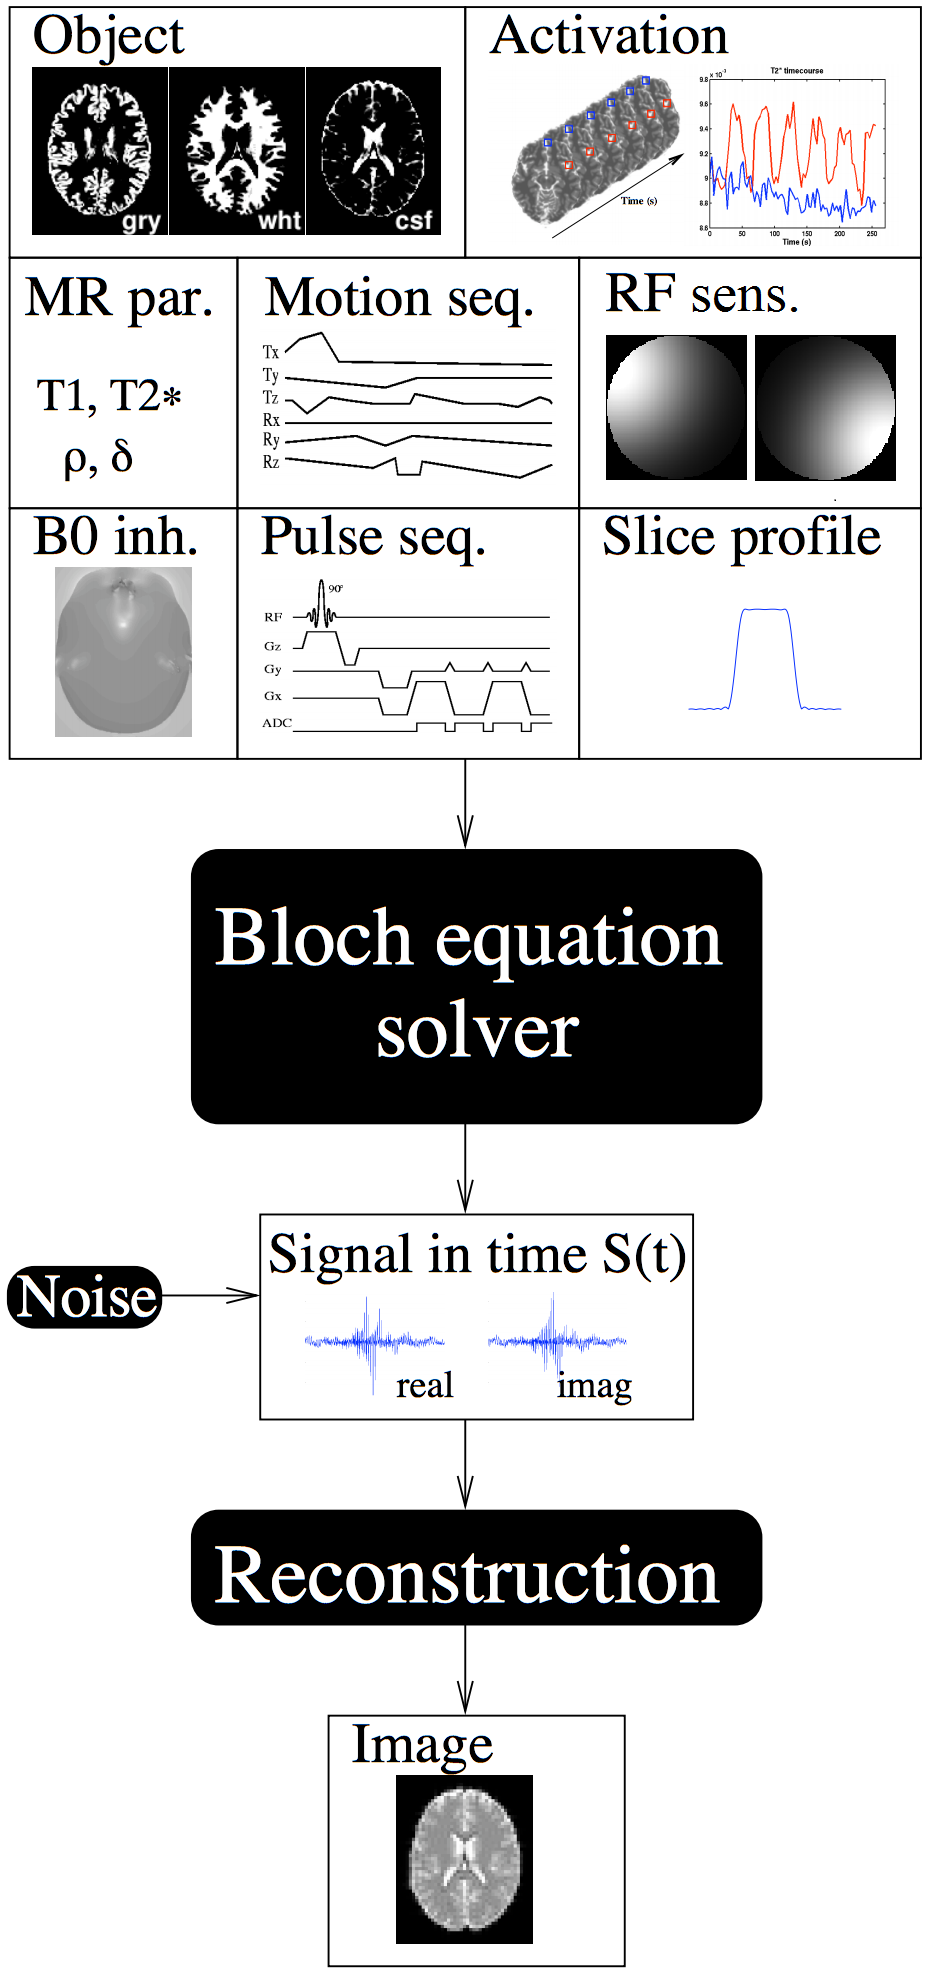 Object
gry
wht
csf
Activation
Time (s)
T2* timecourse
x 10⁻³
9.8
9.6
9.4
9.2
9
8.8
8.6
0 50 100 150 200 250
Time (s)
MR par.
T1, T2*
ρ, δ
Motion seq.
Tx
Ty
Tz
Rx
Ry
Rz
RF sens.
B0 inh.
Pulse seq.
90°
RF
Gz
Gy
Gx
ADC
Slice profile
Bloch equation
solver
Noise
Signal in time S(t)
real
imag
Reconstruction
Image